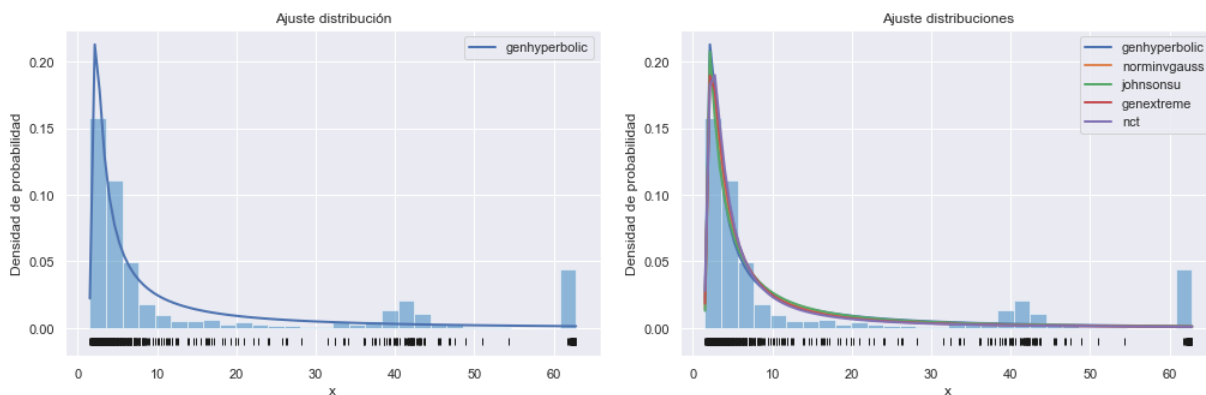 Ajuste distribución
genhyperbolic
Densidad de probabilidad
0.20
0.15
0.10
0.05
0.00
0 10 20 30 40 50 60
x
Ajuste distribuciones
genhyperbolic
norminvgauss
johnsonsu
genextreme
nct
Densidad de probabilidad
0.20
0.15
0.10
0.05
0.00
0 10 20 30 40 50 60
x